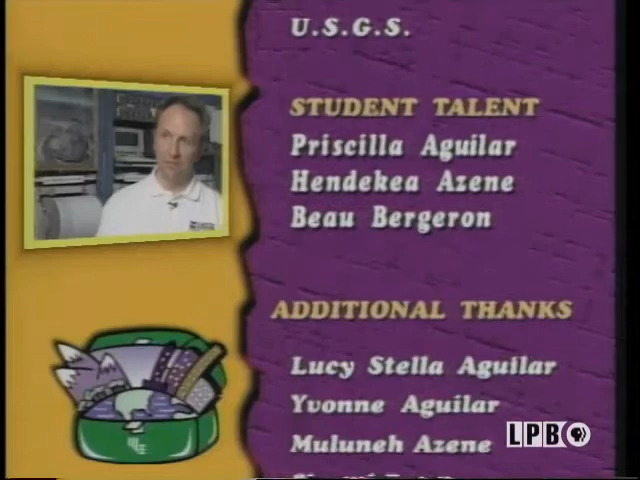 U.S.G.S.
STUDENT TALENT
Priscilla Aguilar
Hendekea Azene
Beau Bergeron
ADDITIONAL THANKS
Lucy Stella Aguilar
Yvonne Aguilar
Muluneh Azene
LPB